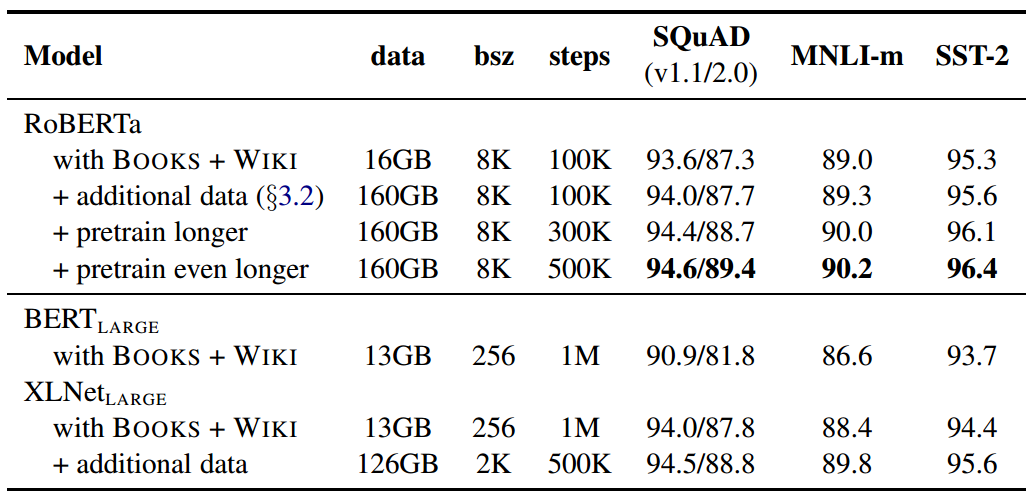 Model data bsz steps SQuAD (v1.1/2.0) MNLI-m SST-2
RoBERTa
with BOOKS + WIKI 16GB 8K 100K 93.6/87.3 89.0 95.3
+ additional data (§3.2) 160GB 8K 100K 94.0/87.7 89.3 95.6
+ pretrain longer 160GB 8K 300K 94.4/88.7 90.0 96.1
+ pretrain even longer 160GB 8K 500K 94.6/89.4 90.2 96.4
BERTLARGE
with BOOKS + WIKI 13GB 256 1M 90.9/81.8 86.6 93.7
XLNetLARGE
with BOOKS + WIKI 13GB 256 1M 94.0/87.8 88.4 94.4
+ additional data 126GB 2K 500K 94.5/88.8 89.8 95.6